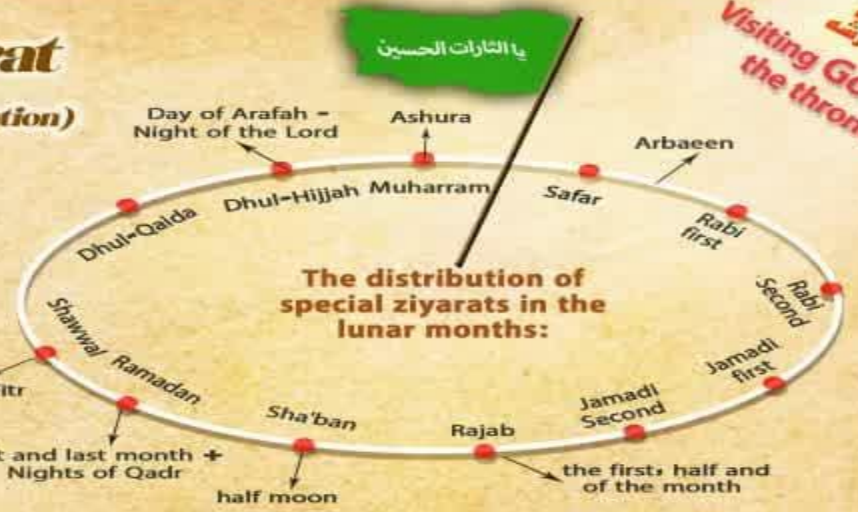 يا الثارات الحسين
at
tion)
Visiting
the
Day of Arafah -
Night of the Lord
Ashura
Arbaeen
Dhul-Qaida
Dhul-Hijjah
Muharram
Safar
Rabi
first
Rabi
Second
The distribution of
special ziyarats in the
lunar months:
Shawwal
Ramadan
Sha'ban
Rajab
Jamadi
Second
Jamadi
first
itr
and last month +
Nights of Qadr
half moon
the first, half and
of the month